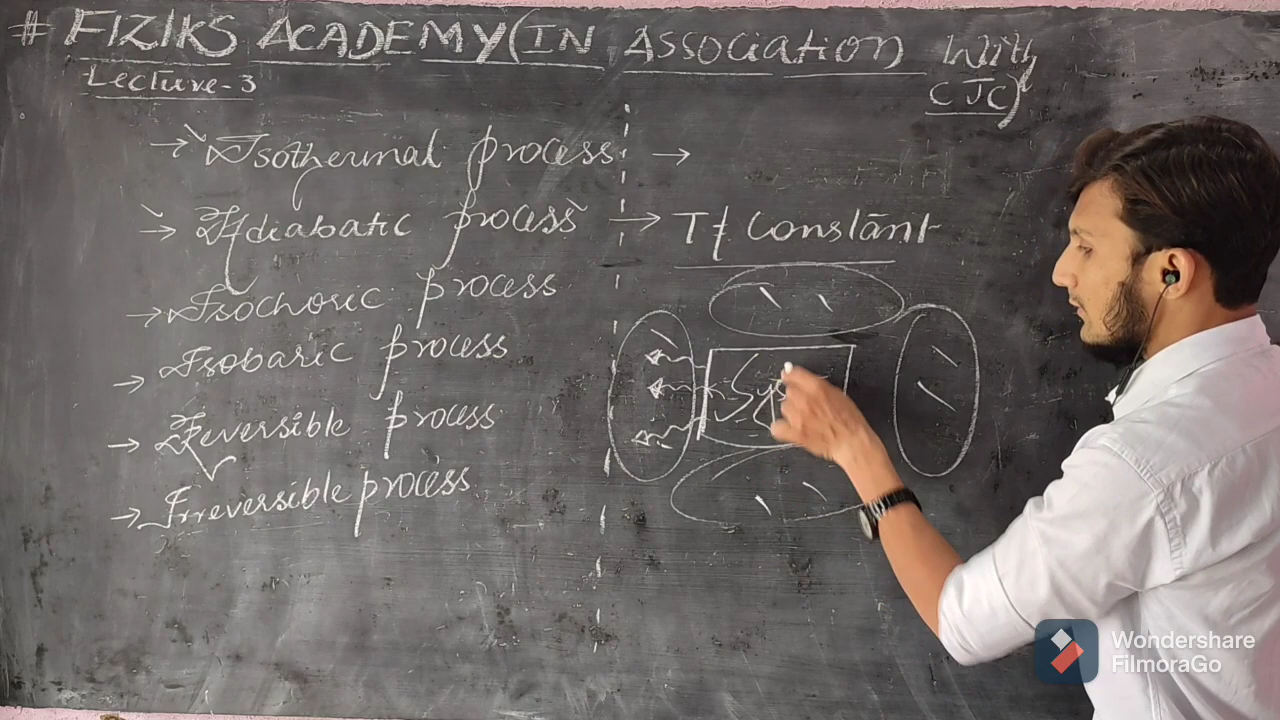 # FIZIKS ACADEMY (IN ASSOCIATION With CJC)
Lecture-3
→ Isothermal process →
→ Adiabatic process → T ≠ Constant
→ Isochoric process
→ Isobaric process
→ Reversible process
→ Irreversible process
Sys
Wondershare
FilmoraGo